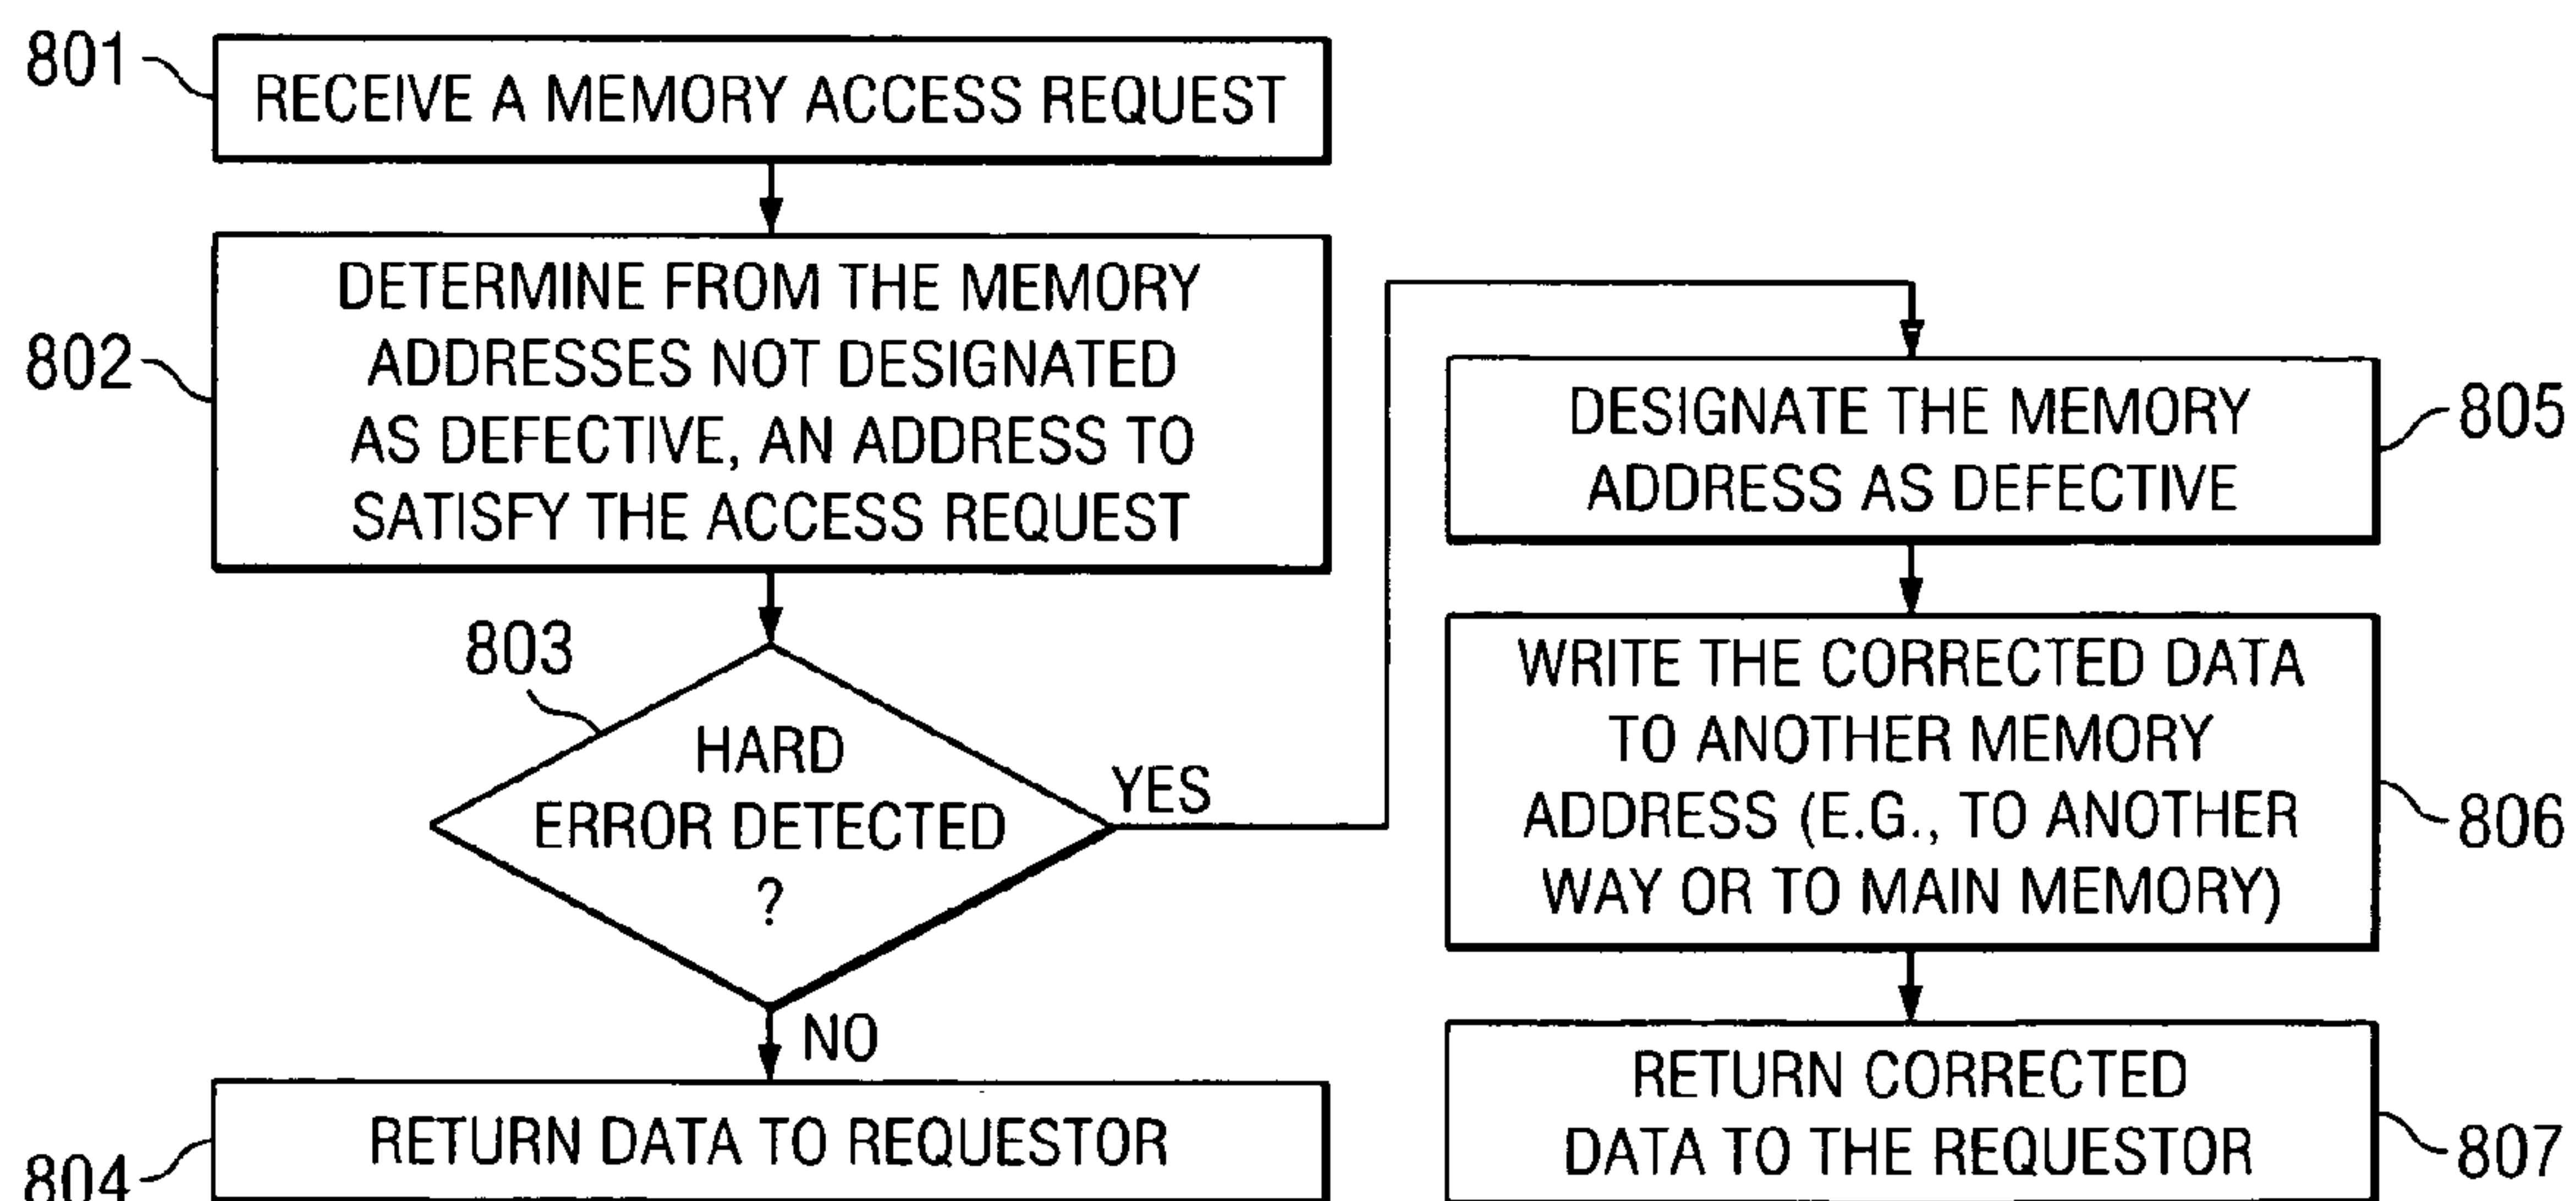 801
RECEIVE A MEMORY ACCESS REQUEST
802
DETERMINE FROM THE MEMORY
ADDRESSES NOT DESIGNATED
AS DEFECTIVE, AN ADDRESS TO
SATISFY THE ACCESS REQUEST
803
HARD
ERROR DETECTED
?
YES
NO
804
RETURN DATA TO REQUESTOR
DESIGNATE THE MEMORY
ADDRESS AS DEFECTIVE
805
WRITE THE CORRECTED DATA
TO ANOTHER MEMORY
ADDRESS (E.G., TO ANOTHER
WAY OR TO MAIN MEMORY)
806
RETURN CORRECTED
DATA TO THE REQUESTOR
807